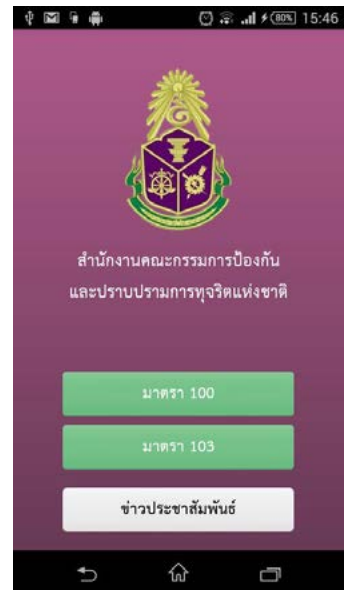 80% 15:46
สำนักงานคณะกรรมการป้องกัน
และปราบปรามการทุจริตแห่งชาติ
มาตรา 100
มาตรา 103
ข่าวประชาสัมพันธ์